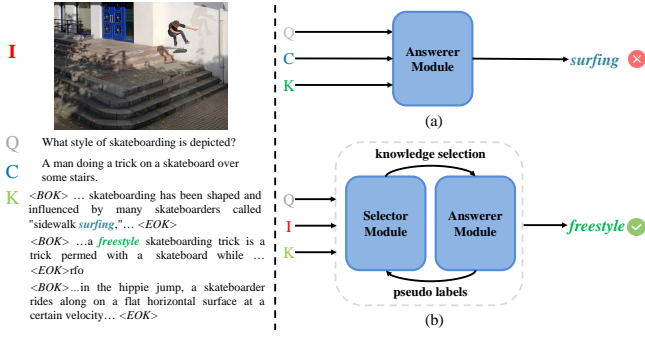 I
Q What style of skateboarding is depicted?
C A man doing a trick on a skateboard over
some stairs.
K <BOK> … skateboarding has been shaped and
influenced by many skateboarders called
"sidewalk surfing,"… <EOK>
<BOK> …a freestyle skateboarding trick is a
trick permed with a skateboard while …
<EOK>rfo
<BOK>...in the hippie jump, a skateboarder
rides along on a flat horizontal surface at a
certain velocity… <EOK>
Q
C
K
Answerer
Module
surfing
(a)
knowledge selection
Q
I
K
Selector
Module
Answerer
Module
freestyle
pseudo labels
(b)